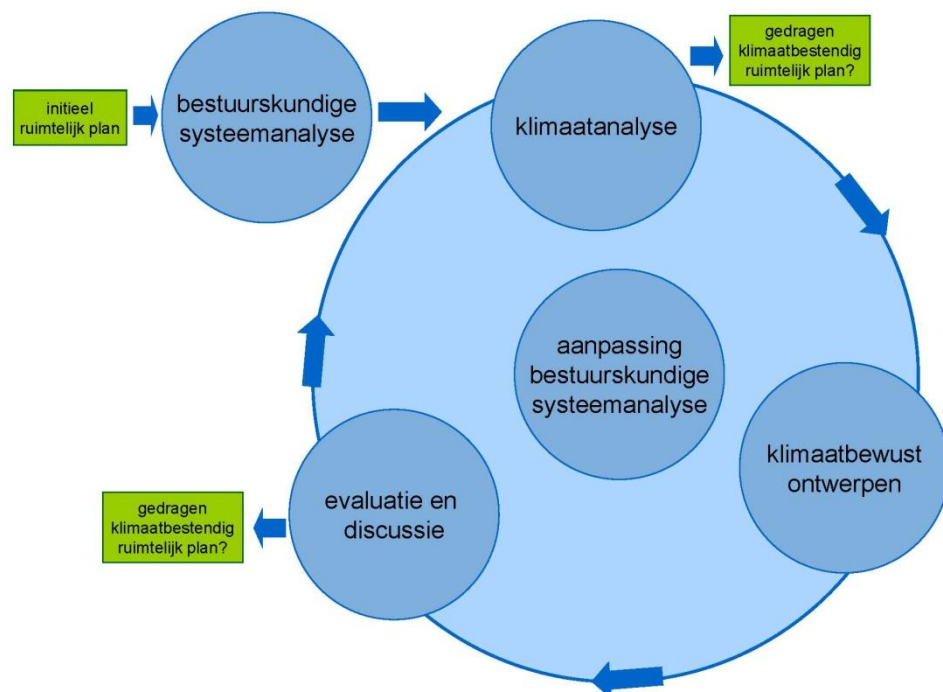 initieel
ruimtelijk plan
bestuurskundige
systeemanalyse
klimaatanalyse
gedragen
klimaatbestendig
ruimtelijk plan?
aanpassing
bestuurskundige
systeemanalyse
klimaatbewust
ontwerpen
evaluatie en
discussie
gedragen
klimaatbestendig
ruimtelijk plan?